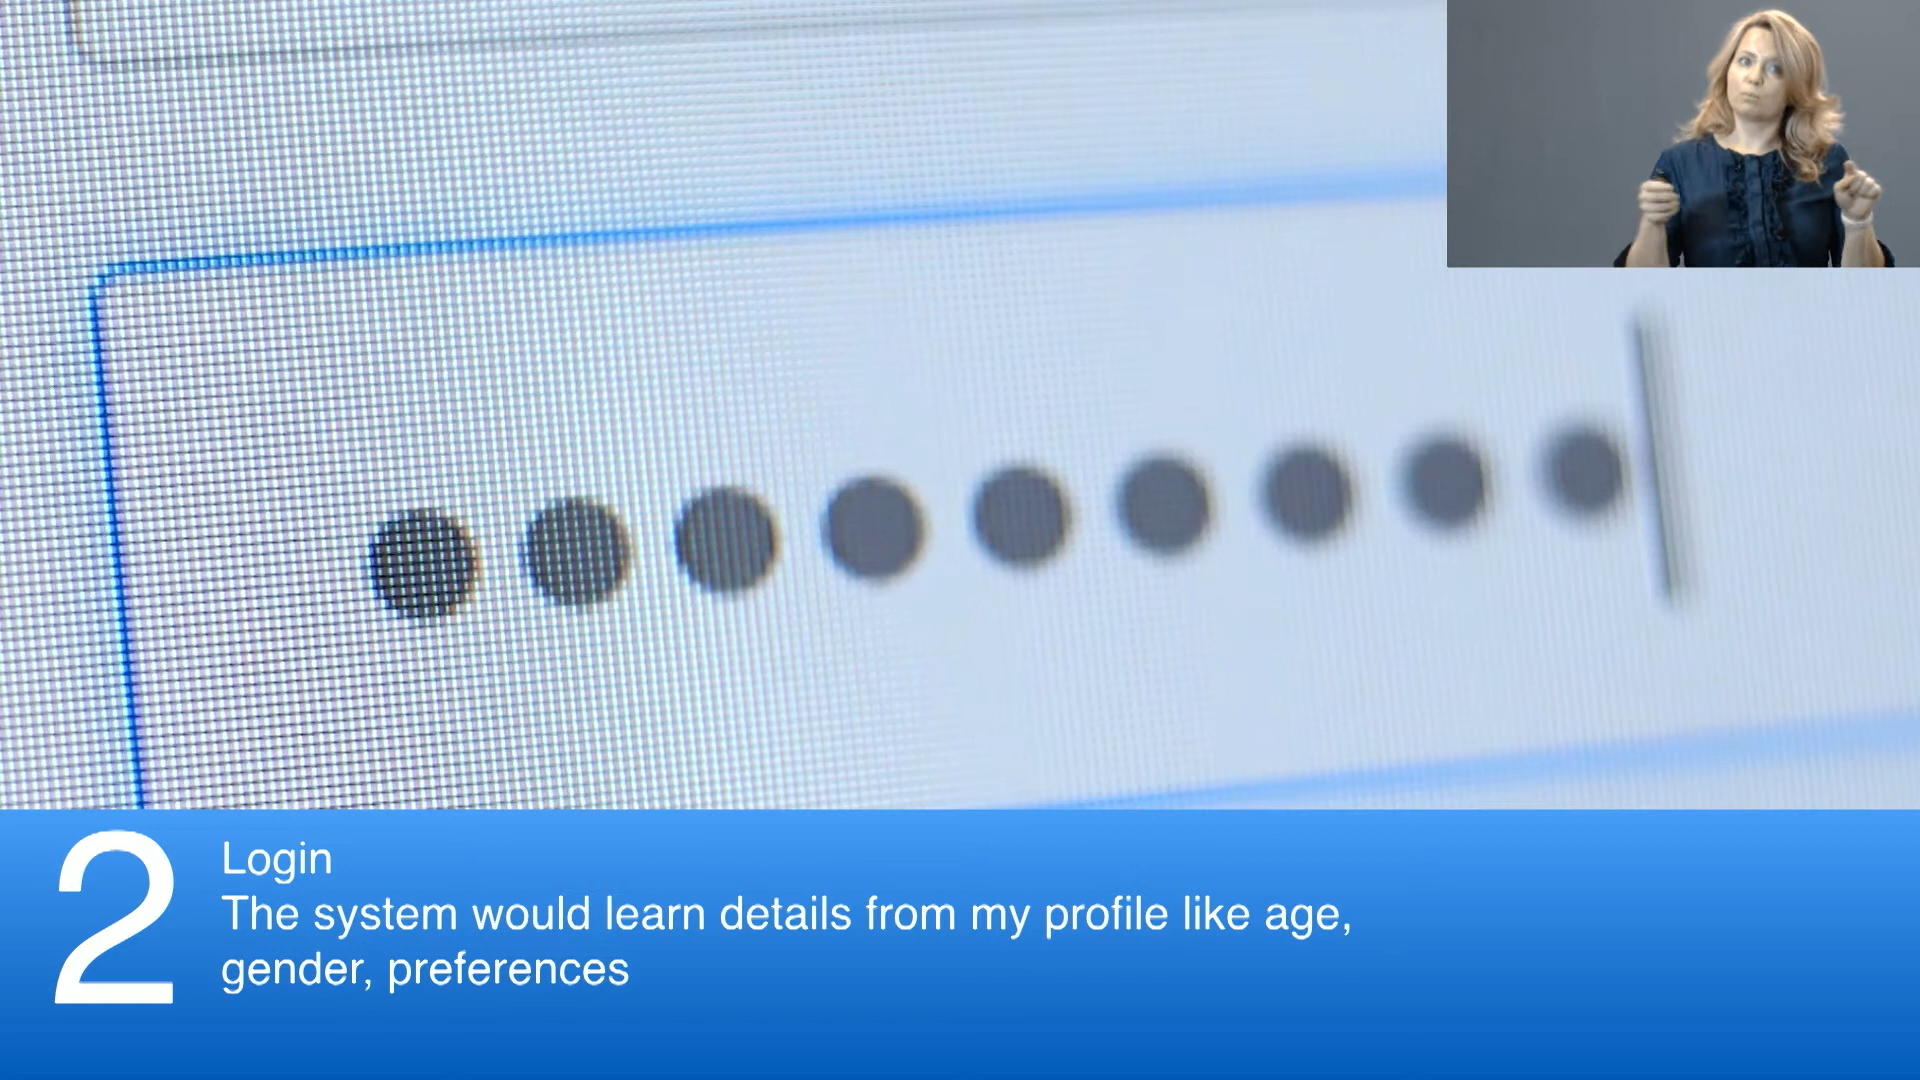 2
Login
The system would learn details from my profile like age,
gender, preferences